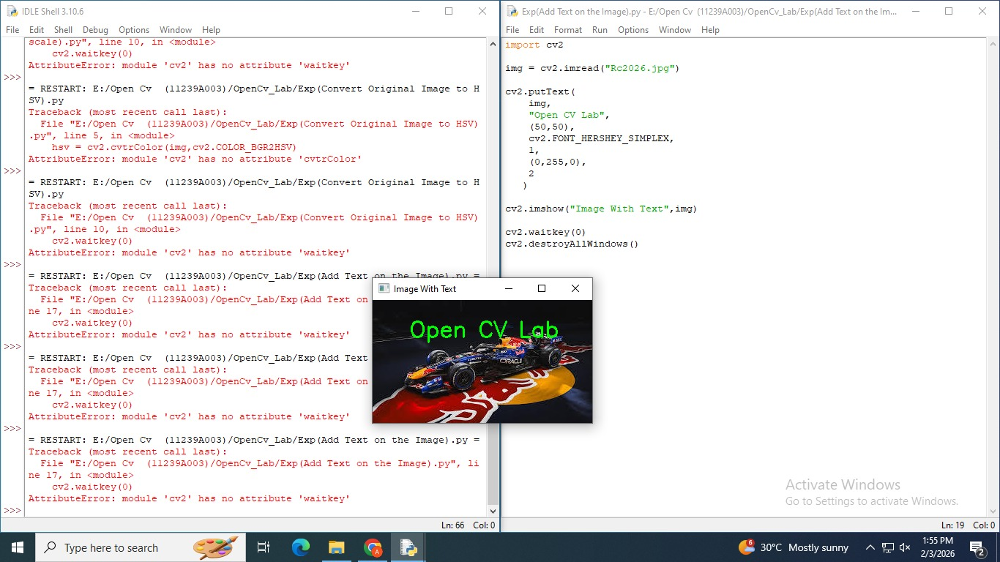 IDLE Shell 3.10.6
File Edit Shell Debug Options Window Help
scale).py", line 10, in <module>
    cv2.waitkey(0)
AttributeError: module 'cv2' has no attribute 'waitkey'
>>>
= RESTART: E:/Open Cv  (11239A003)/OpenCv_Lab/Exp(Convert Original Image to H
SV).py
Traceback (most recent call last):
  File "E:/Open Cv  (11239A003)/OpenCv_Lab/Exp(Convert Original Image to HSV)
.py", line 5, in <module>
    hsv = cv2.cvtrColor(img,cv2.COLOR_BGR2HSV)
AttributeError: module 'cv2' has no attribute 'cvtrColor'
>>>
= RESTART: E:/Open Cv  (11239A003)/OpenCv_Lab/Exp(Convert Original Image to H
SV).py
Traceback (most recent call last):
  File "E:/Open Cv  (11239A003)/OpenCv_Lab/Exp(Convert Original Image to HSV)
.py", line 10, in <module>
    cv2.waitkey(0)
AttributeError: module 'cv2' has no attribute 'waitkey'
>>>
= RESTART: E:/Open Cv  (11239A003)/OpenCv_Lab/Exp(Add Text on the Image).py =
Traceback (most recent call last):
  File "E:/Open Cv  (11239A003)/OpenCv_Lab/Exp(Add Text on
ne 17, in <module>
    cv2.waitkey(0)
AttributeError: module 'cv2' has no attribute 'waitkey'
>>>
= RESTART: E:/Open Cv  (11239A003)/OpenCv_Lab/Exp(Add Text
Traceback (most recent call last):
  File "E:/Open Cv  (11239A003)/OpenCv_Lab/Exp(Add Text on
ne 17, in <module>
    cv2.waitkey(0)
AttributeError: module 'cv2' has no attribute 'waitkey'
>>>
= RESTART: E:/Open Cv  (11239A003)/OpenCv_Lab/Exp(Add Text on the Image).py =
Traceback (most recent call last):
  File "E:/Open Cv  (11239A003)/OpenCv_Lab/Exp(Add Text on the Image).py", li
ne 17, in <module>
    cv2.waitkey(0)
AttributeError: module 'cv2' has no attribute 'waitkey'
>>>
Ln: 66 Col: 0
Exp(Add Text on the Image).py - E:/Open Cv  (11239A003)/OpenCv_Lab/Exp(Add Text on the Im...
File Edit Format Run Options Window Help
import cv2
img = cv2.imread("Rc2026.jpg")
cv2.putText(
    img,
    "Open CV Lab",
    (50,50),
    cv2.FONT_HERSHEY_SIMPLEX,
    1,
    (0,255,0),
    2
   )
cv2.imshow("Image With Text",img)
cv2.waitkey(0)
cv2.destroyAllWindows()
Image With Text
Open CV Lab
ORACLE
Activate Windows
Go to Settings to activate Windows.
Ln: 19 Col: 0
Type here to search
6
30°C Mostly sunny
1:55 PM
2/3/2026
2